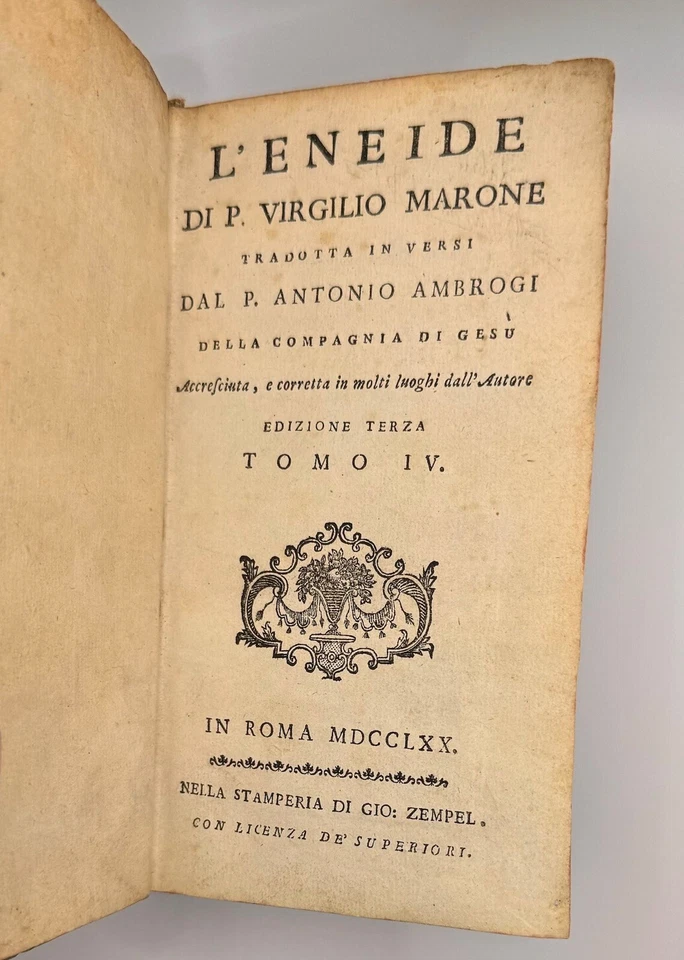 L'ENEIDE
DI P. VIRGILIO MARONE
TRADOTTA IN VERSI
DAL P. ANTONIO AMBROGI
DELLA COMPAGNIA DI GESÙ
Accreſciuta, e corretta in molti luoghi dall'Autore
EDIZIONE TERZA
TOMO IV.
IN ROMA MDCCLXX.
NELLA STAMPERIA DI GIO: ZEMPEL.
CON LICENZA DE' SUPERIORI.